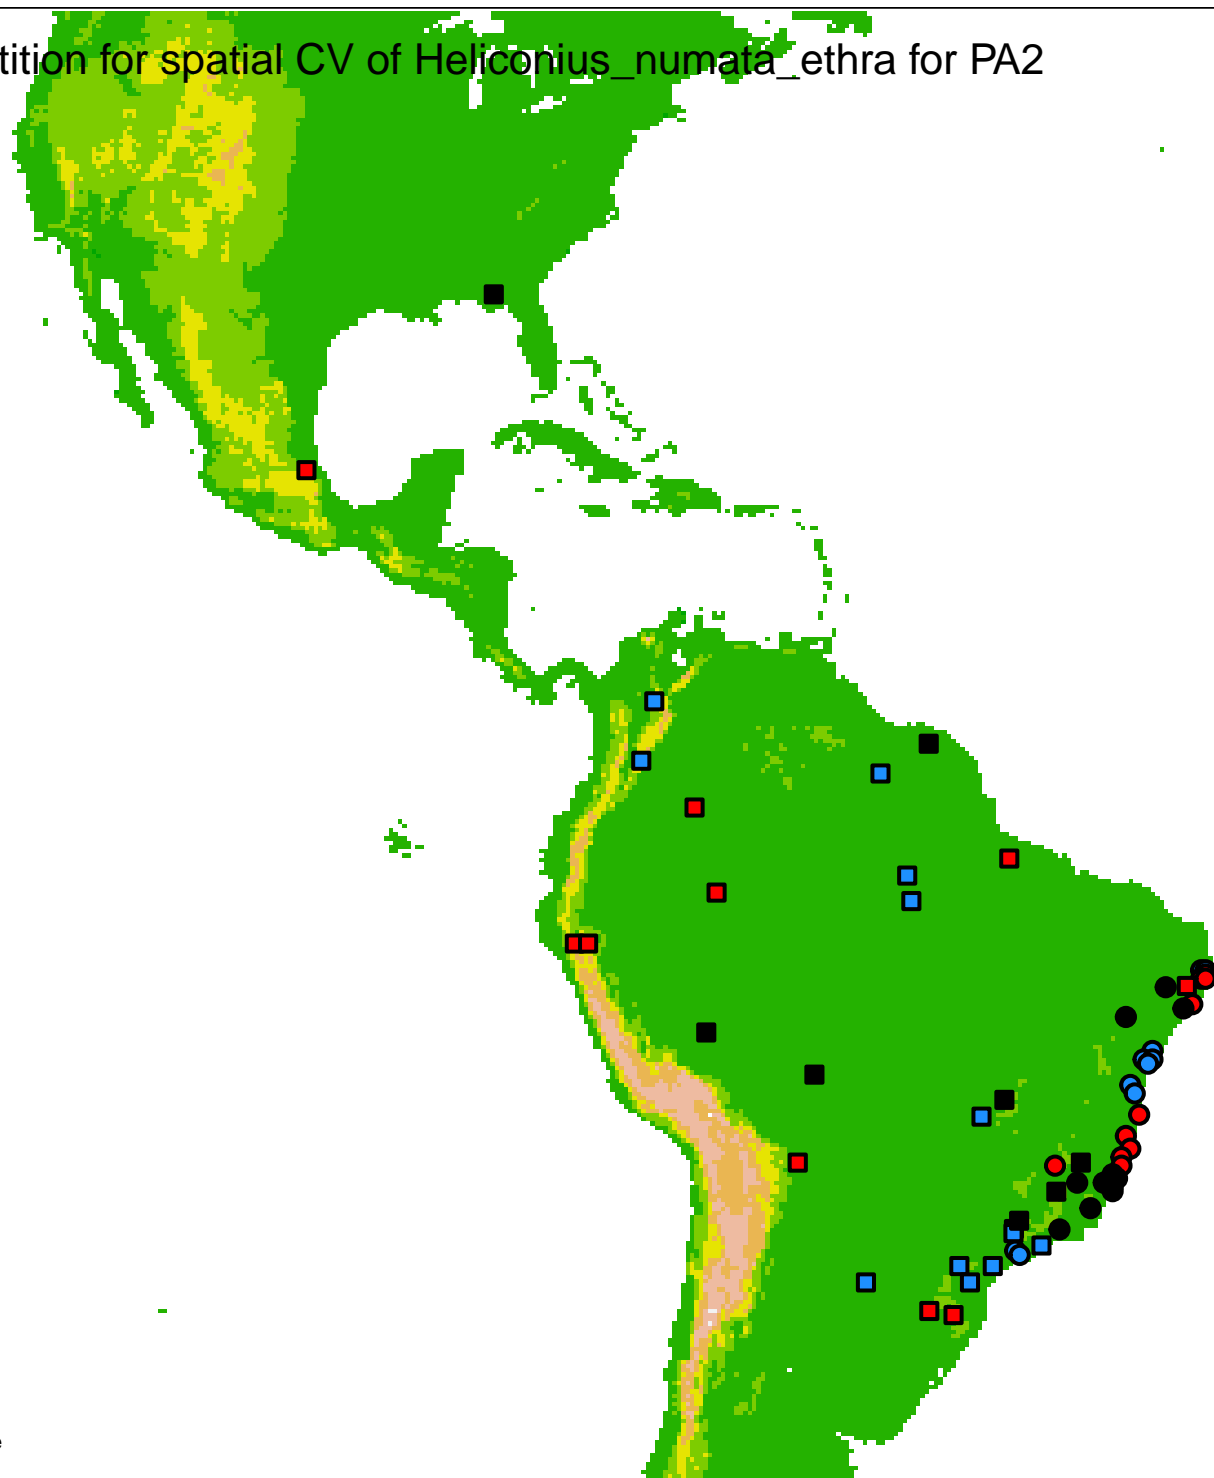 tition for spatial CV of Heliconius_numata_ethra for PA2